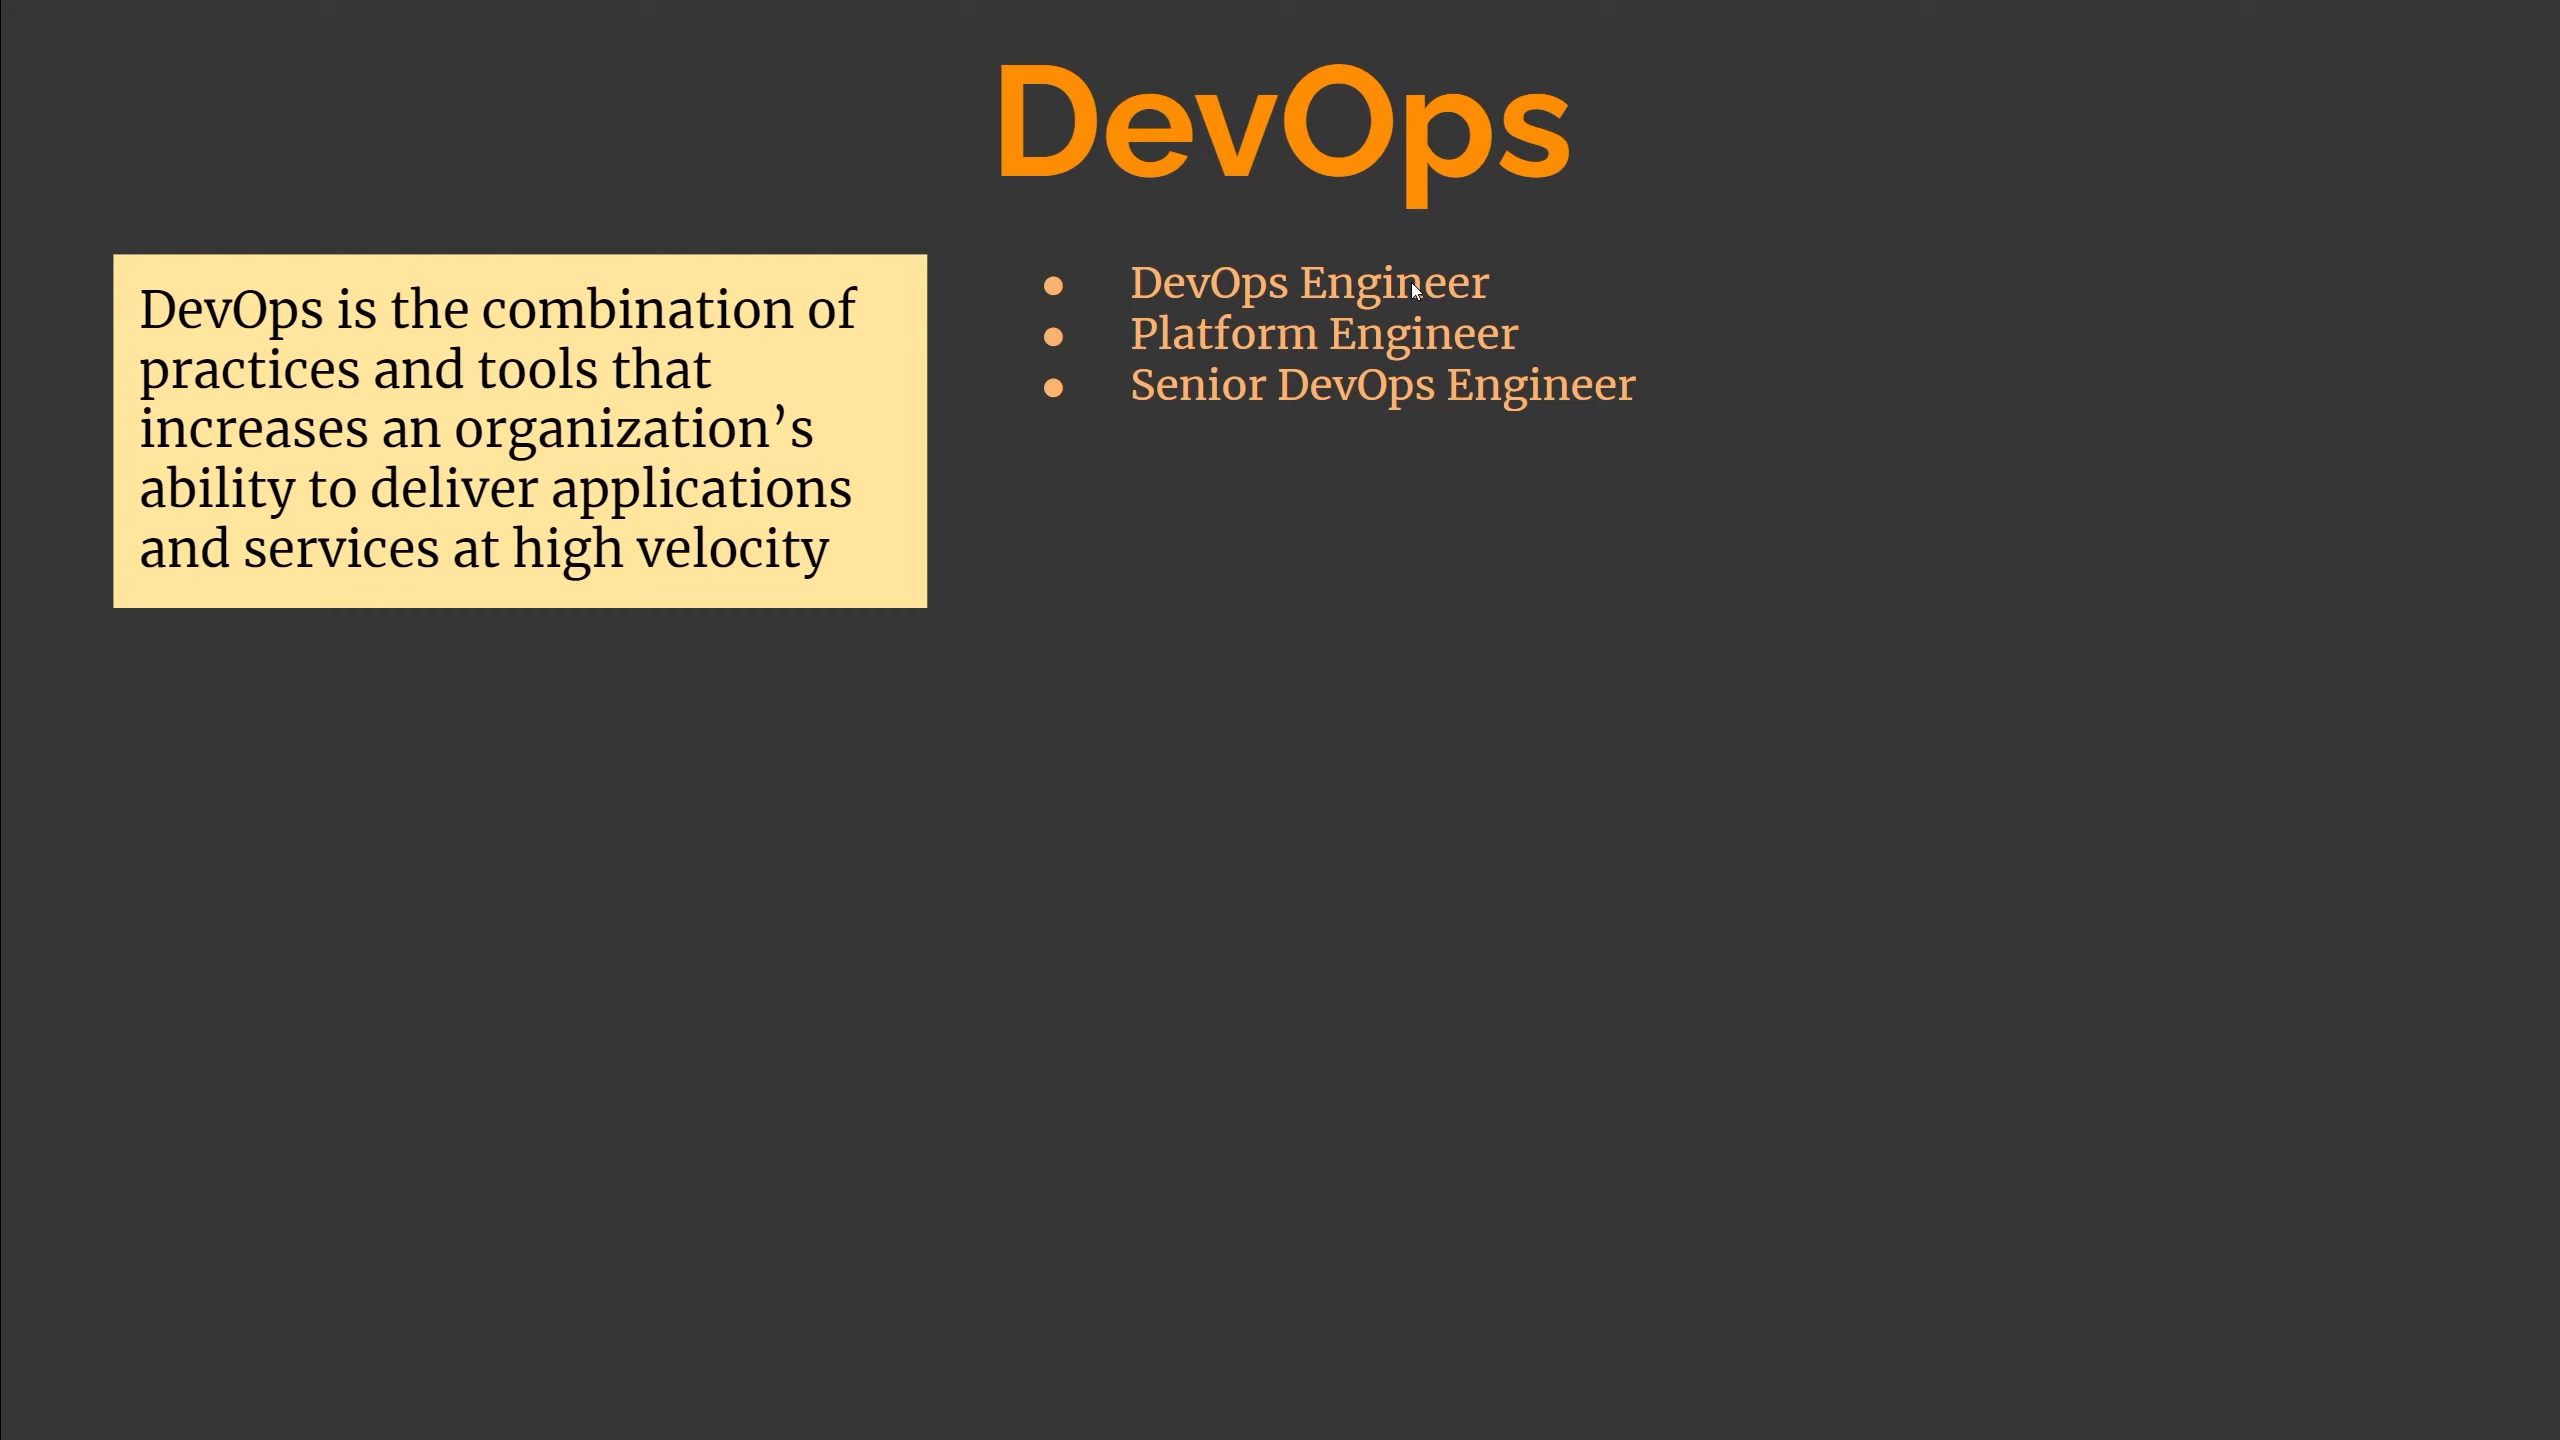 DevOps
DevOps is the combination of
practices and tools that
increases an organization’s
ability to deliver applications
and services at high velocity
● DevOps Engineer
● Platform Engineer
● Senior DevOps Engineer